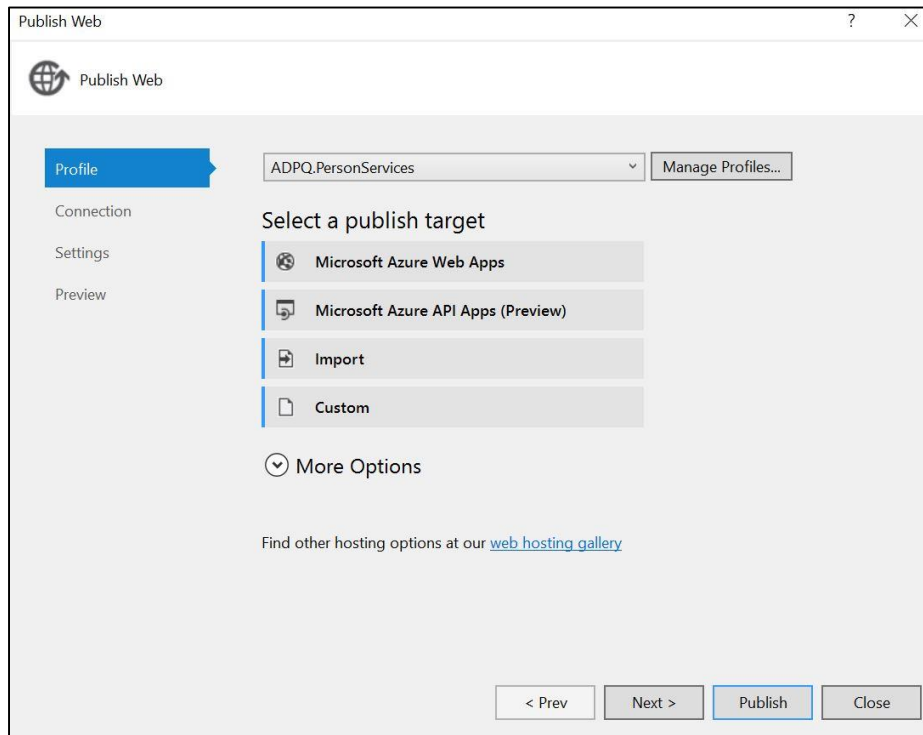 Publish Web
?
Publish Web
Profile
Connection
Settings
Preview
ADPQ.PersonServices
Manage Profiles...
Select a publish target
Microsoft Azure Web Apps
Microsoft Azure API Apps (Preview)
Import
Custom
More Options
Find other hosting options at our web hosting gallery
< Prev
Next >
Publish
Close